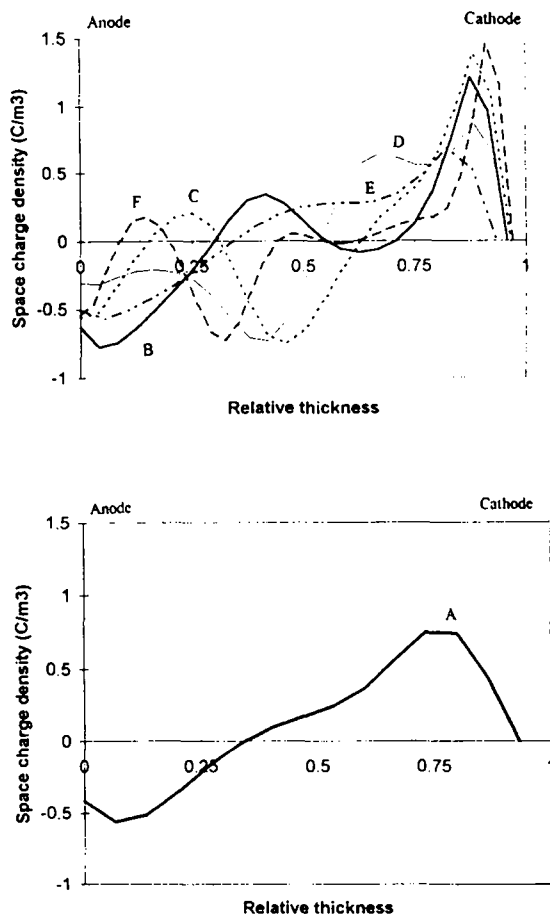 Anode Cathode
1.5
1
0.5
0
-0.5
-1
Space charge density (C/m3)
F C D E B
0 0.25 0.5 0.75 1
Relative thickness
Anode Cathode
1.5
1
0.5
0
-0.5
-1
Space charge density (C/m3)
A
0 0.25 0.5 0.75 1
Relative thickness